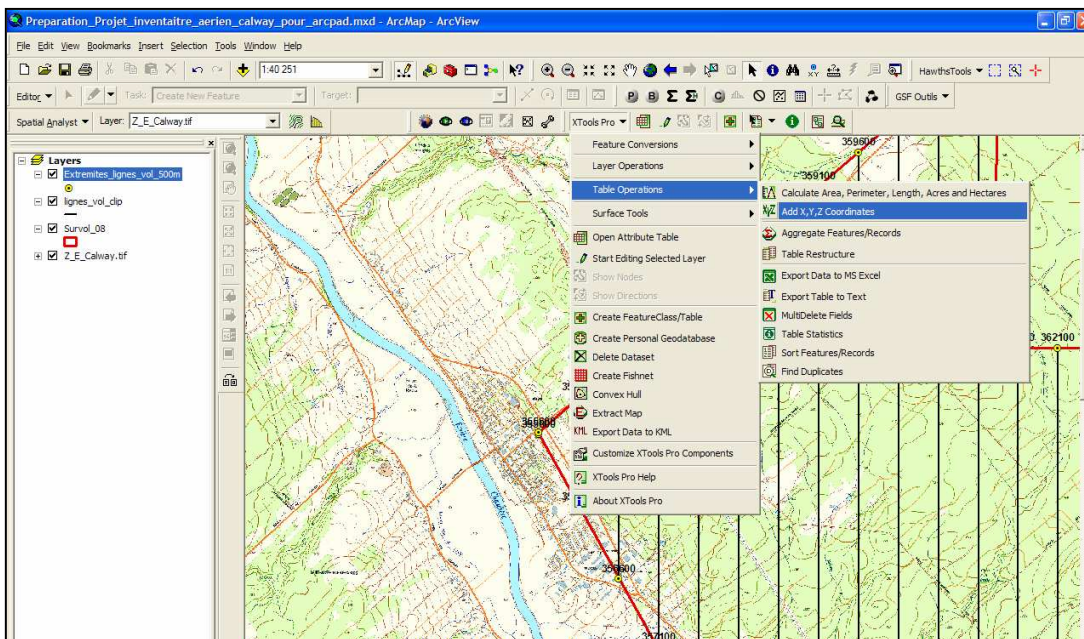 Preparation_Projet_inventaitre_aerien_calway_pour_arcpad.mxd - ArcMap - ArcView
File Edit View Bookmarks Insert Selection Tools Window Help
1:40 251
HawthsTools
Editor Task: Create New Feature Target:
GSF Outils
Spatial Analyst Layer: Z_E_Calway.tif
XTools Pro
Layers
Extremites_lignes_vol_500m
lignes_vol_clip
Survol_08
Z_E_Calway.tif
Feature Conversions
Layer Operations
Table Operations
Surface Tools
Open Attribute Table
Start Editing Selected Layer
Show Nodes
Show Directions
Create FeatureClass/Table
Create Personal Geodatabase
Delete Dataset
Create Fishnet
Convex Hull
Extract Map
KML Export Data to KML
Customize XTools Pro Components
XTools Pro Help
About XTools Pro
Calculate Area, Perimeter, Length, Acres and Hectares
Add X,Y,Z Coordinates
Aggregate Features/Records
Table Restructure
Export Data to MS Excel
Export Table to Text
MultiDelete Fields
Table Statistics
Sort Features/Records
Find Duplicates
359600
359100
362100
356600
357100